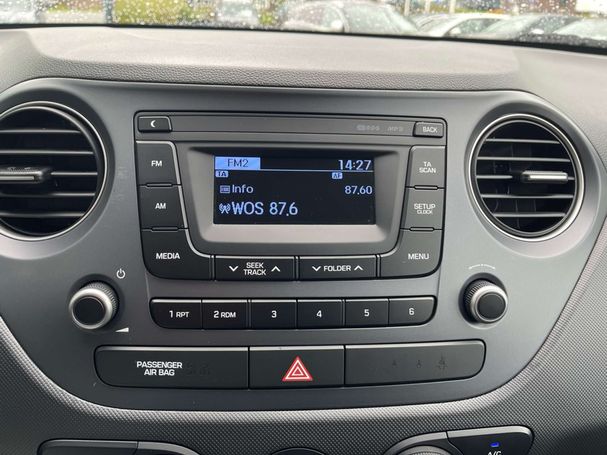 RDS MP3
BACK
FM
AM
MEDIA
FM2 14:27
TA AF
Info 87.60
WOS 87,6
TA
SCAN
SETUP
CLOCK
MENU
SEEK
TRACK
FOLDER
1 RPT 2 RDM 3 4 5 6
PASSENGER
AIR BAG
A/C